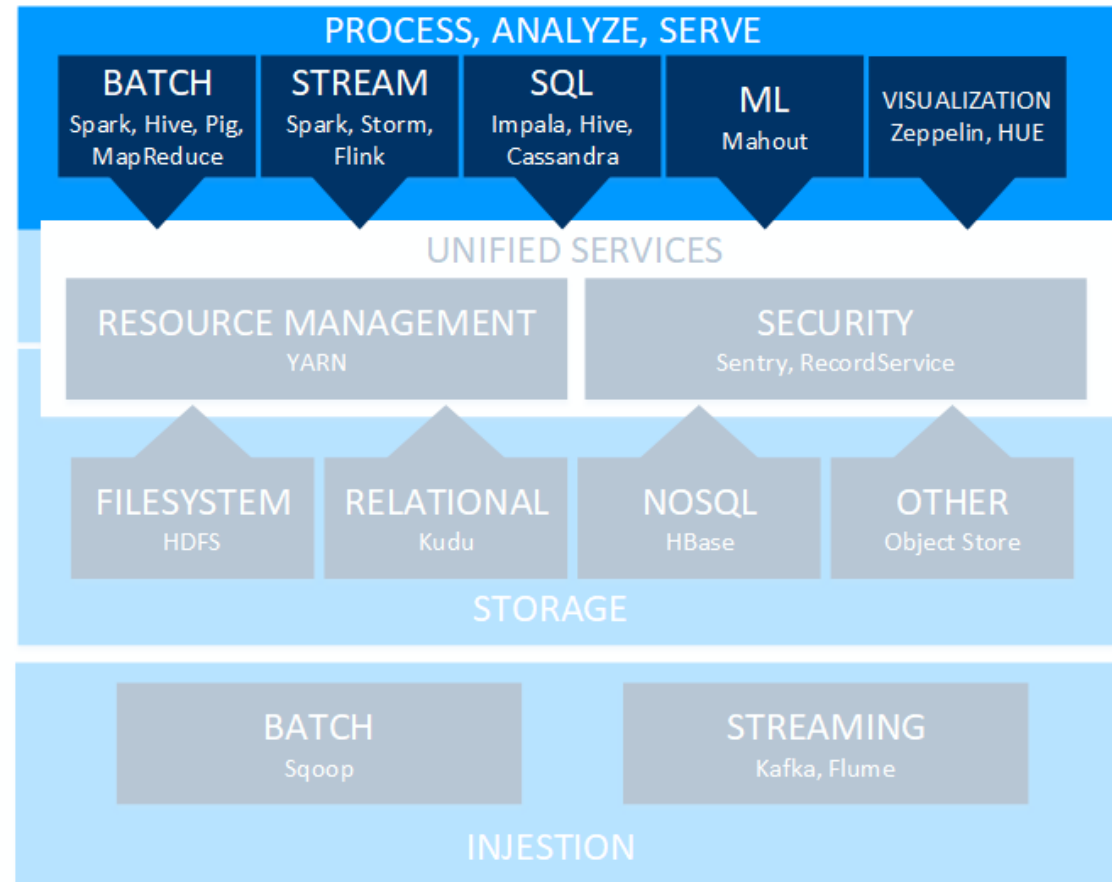 PROCESS, ANALYZE, SERVE
BATCH
Spark, Hive, Pig,
MapReduce
STREAM
Spark, Storm,
Flink
SQL
Impala, Hive,
Cassandra
ML
Mahout
VISUALIZATION
Zeppelin, HUE
UNIFIED SERVICES
RESOURCE MANAGEMENT
YARN
SECURITY
Sentry, RecordService
FILESYSTEM
HDFS
RELATIONAL
Kudu
NOSQL
HBase
OTHER
Object Store
STORAGE
BATCH
Sqoop
STREAMING
Kafka, Flume
INJESTION